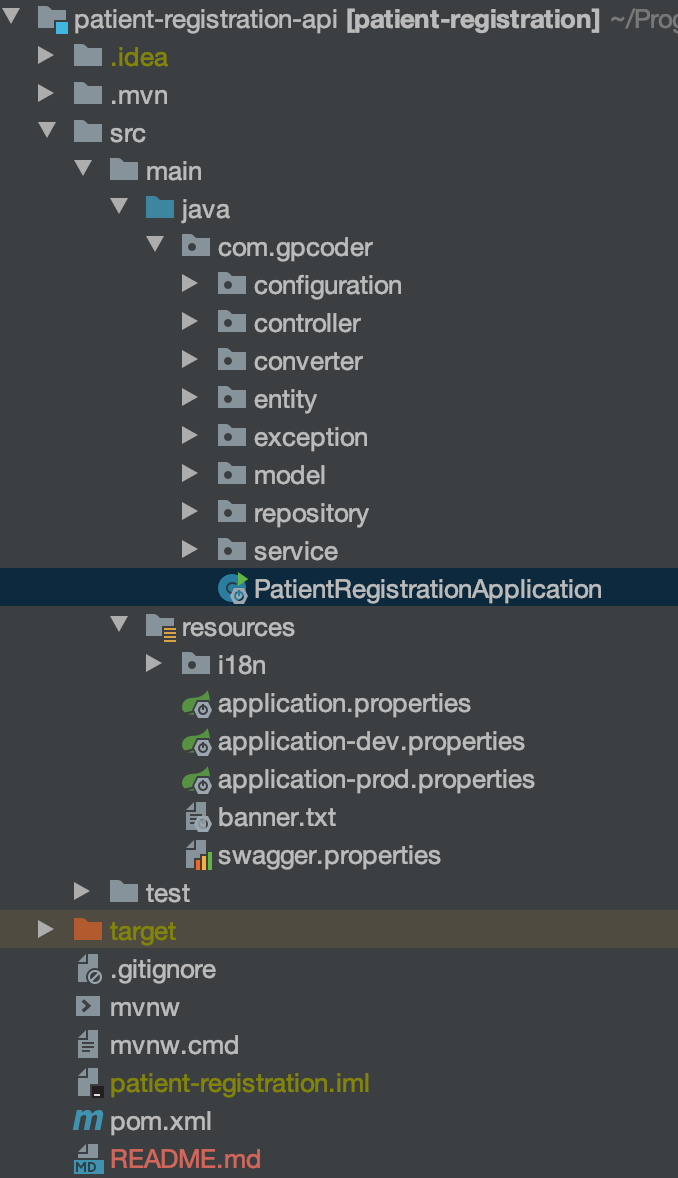 patient-registration-api [patient-registration] ~/Prog
.idea
.mvn
src
main
java
com.gpcoder
configuration
controller
converter
entity
exception
model
repository
service
PatientRegistrationApplication
resources
i18n
application.properties
application-dev.properties
application-prod.properties
banner.txt
swagger.properties
test
target
.gitignore
mvnw
mvnw.cmd
patient-registration.iml
m pom.xml
MD README.md